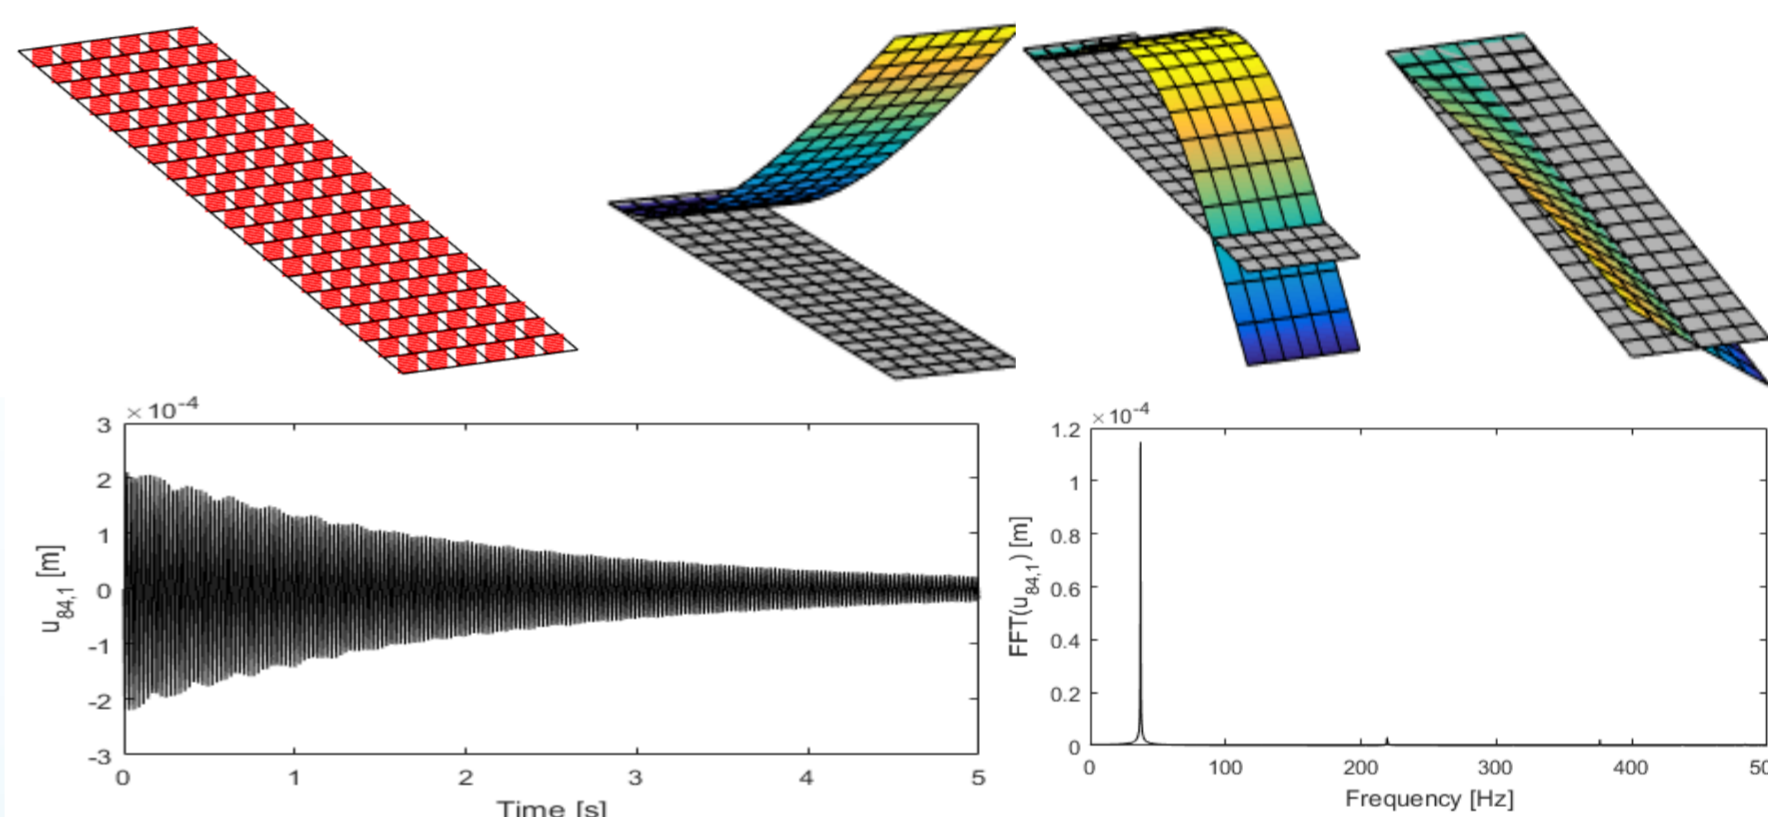 ×10⁻⁴
3
2
1
0
-1
-2
-3
u₈₄,₁ [m]
0 1 2 3 4 5
Time [s]
×10⁻⁴
1.2
1
0.8
0.6
0.4
0.2
0
FFT(u₈₄,₁) [m]
0 100 200 300 400 50
Frequency [Hz]